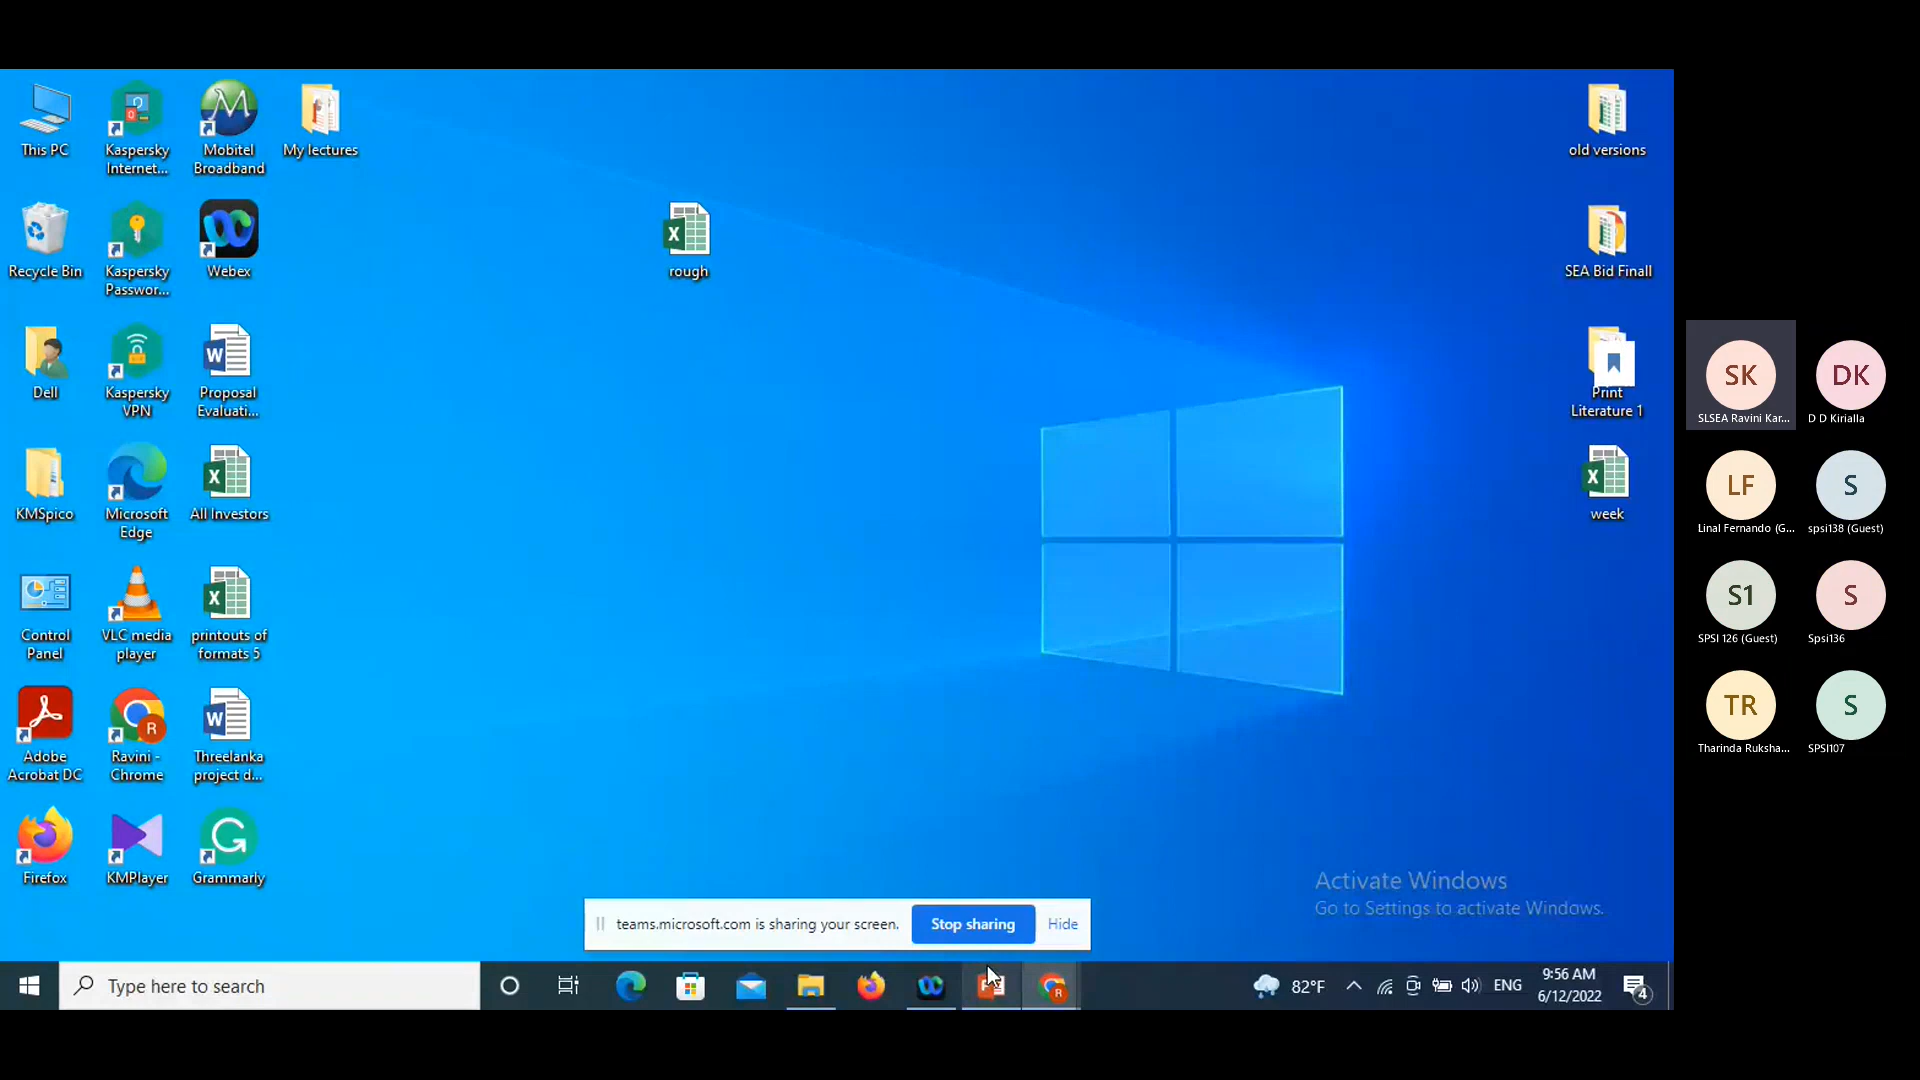 This PC
Kaspersky
Internet...
Mobitel
Broadband
My lectures
old versions
Recycle Bin
Kaspersky
Passwor...
Webex
rough
SEA Bid Finall
Dell
Kaspersky
VPN
Proposal
Evaluati...
Print
Literature 1
KMSpico
Microsoft
Edge
All Investors
week
Control
Panel
VLC media
player
printouts of
formats 5
Adobe
Acrobat DC
Ravini -
Chrome
Threelanka
project d...
Firefox
KMPlayer
Grammarly
Activate Windows
Go to Settings to activate Windows.
teams.microsoft.com is sharing your screen.
Stop sharing
Hide
Type here to search
82°F
ENG
9:56 AM
6/12/2022
4
SK
SLSEA Ravini Kar...
DK
D D Kirialla
LF
Linal Fernando (G...
S
spsi138 (Guest)
S1
SPSI 126 (Guest)
S
Spsi136
TR
Tharinda Ruksha...
S
SPSI107